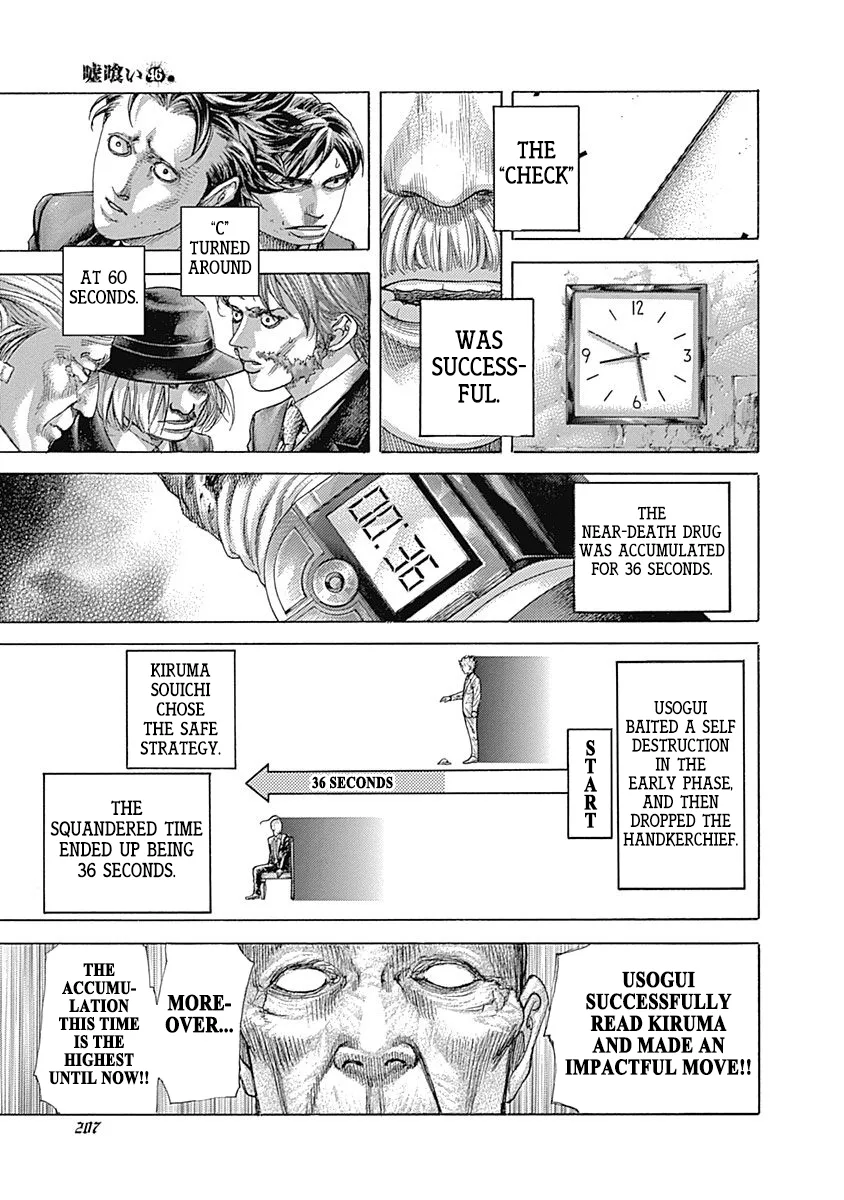 嘘喰い 36
THE
"CHECK"
WAS
SUCCESS-
FUL.
12
3
6
9
"C"
TURNED
AROUND
AT 60
SECONDS.
00:36
THE
NEAR-DEATH DRUG
WAS ACCUMULATED
FOR 36 SECONDS.
USOGUI
BAITED A SELF
DESTRUCTION
IN THE
EARLY PHASE,
AND THEN
DROPPED THE
HANDKERCHIEF.
START
36 SECONDS
KIRUMA
SOUICHI
CHOSE
THE SAFE
STRATEGY.
THE
SQUANDERED TIME
ENDED UP BEING
36 SECONDS.
USOGUI
SUCCESSFULLY
READ KIRUMA
AND MADE AN
IMPACTFUL MOVE!!
MORE-
OVER...
THE
ACCUMU-
LATION
THIS TIME
IS THE
HIGHEST
UNTIL NOW!!
207